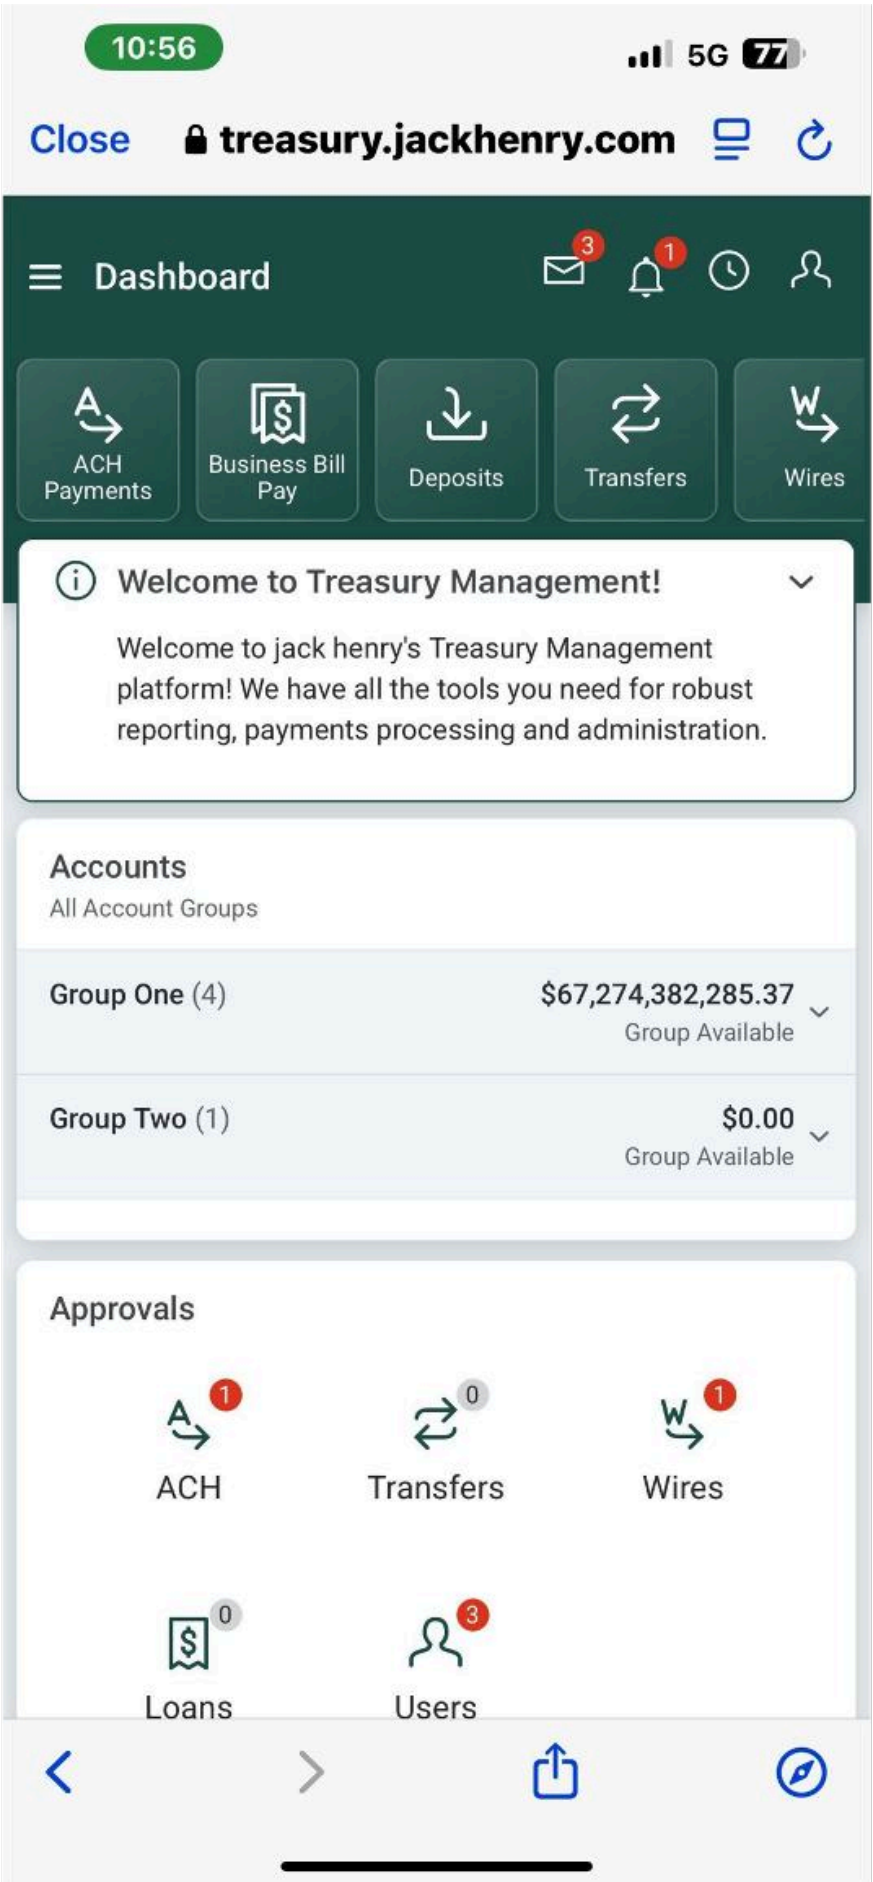 10:56
5G 77
Close treasury.jackhenry.com
Dashboard 3 1
ACH Payments
Business Bill Pay
Deposits
Transfers
Wires
Welcome to Treasury Management!
Welcome to jack henry's Treasury Management
platform! We have all the tools you need for robust
reporting, payments processing and administration.
Accounts
All Account Groups
Group One (4) $67,274,382,285.37
Group Available
Group Two (1) $0.00
Group Available
Approvals
1 0 1
ACH Transfers Wires
0 3
Loans Users